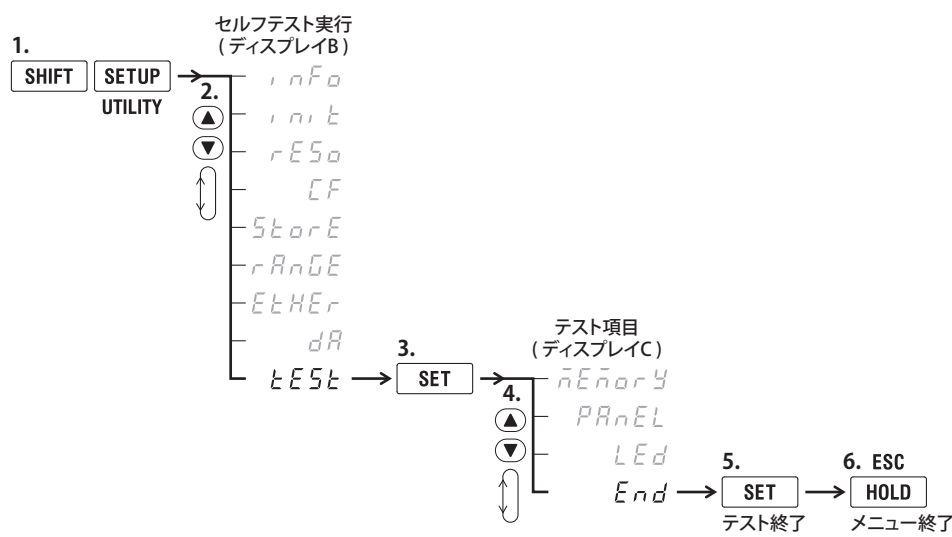 セルフテスト実行
(ディスプレイB)
1.
SHIFT SETUP
UTILITY
2.
inFo
init
rESo
CF
StorE
rAnGE
EtHEr
dA
tESt
3.
SET
テスト項目
(ディスプレイC)
4.
mEmorY
PAnEL
LEd
End
5.
SET
テスト終了
6. ESC
HOLD
メニュー終了